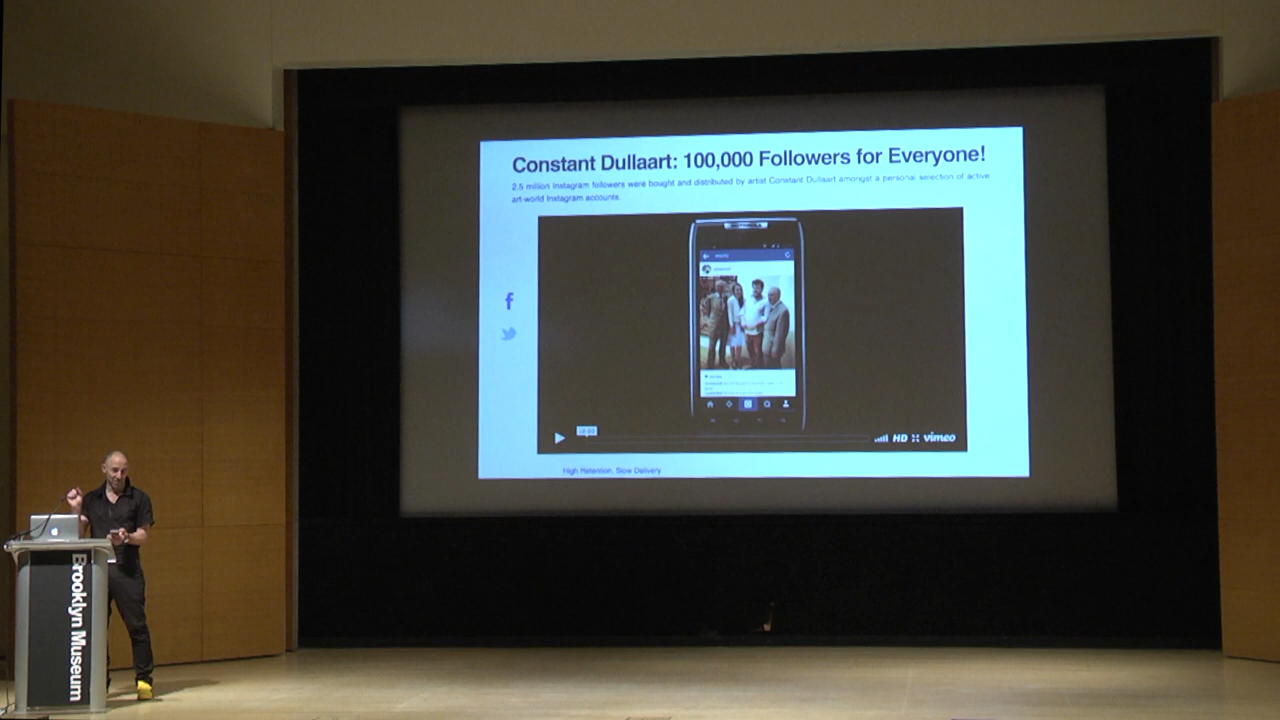 Constant Dullaart: 100,000 Followers for Everyone!
2.5 million Instagram followers were bought and distributed by artist Constant Dullaart amongst a personal selection of active
art-world Instagram accounts.
HD vimeo
High Retention, Slow Delivery
Brooklyn Museum